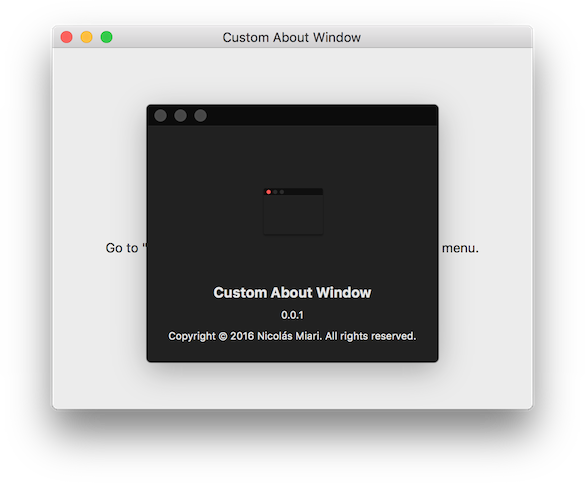 Custom About Window
Go to " menu.
Custom About Window
0.0.1
Copyright © 2016 Nicolás Miari. All rights reserved.